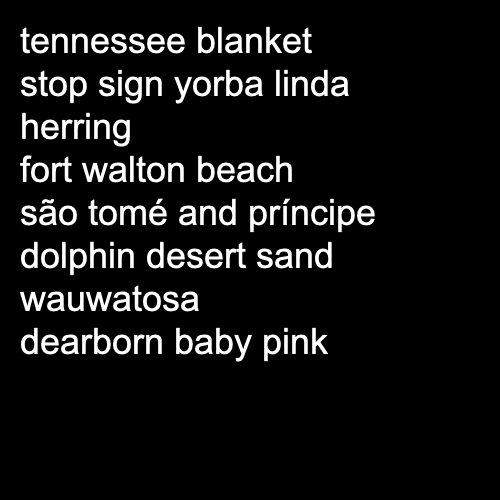 tennessee blanket
stop sign yorba linda
herring
fort walton beach
são tomé and príncipe
dolphin desert sand
wauwatosa
dearborn baby pink